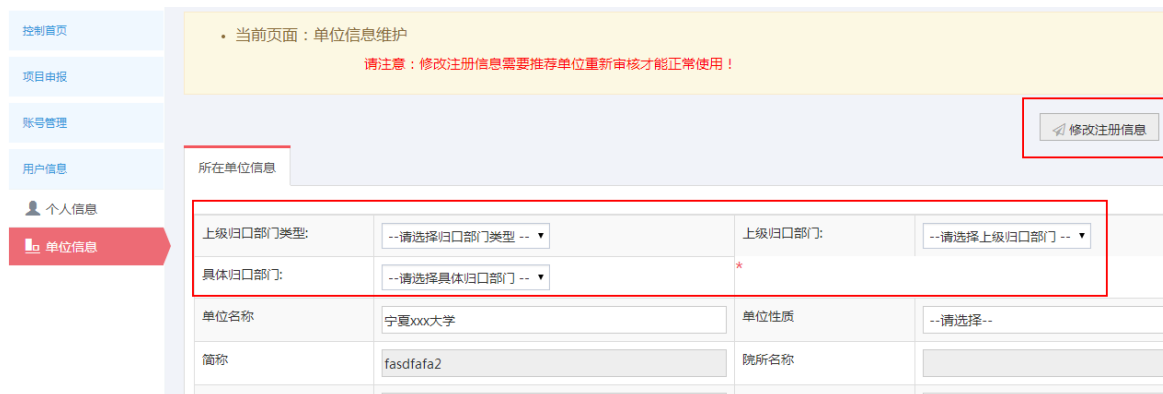 控制首页
项目申报
账号管理
用户信息
个人信息
单位信息
• 当前页面：单位信息维护
请注意：修改注册信息需要推荐单位重新审核才能正常使用！
修改注册信息
所在单位信息
上级归口部门类型: --请选择归口部门类型 -- 上级归口部门: --请选择上级归口部门 --
具体归口部门: --请选择具体归口部门 -- *
单位名称 宁夏xxx大学 单位性质 --请选择--
简称 fasdfafa2 院所名称